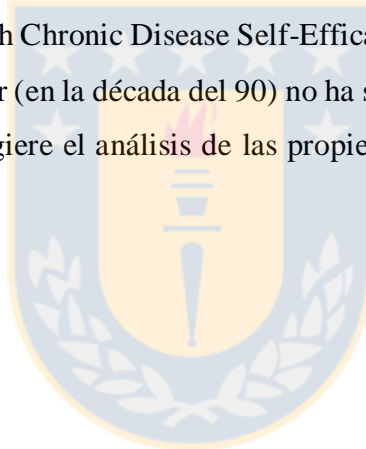 h Chronic Disease Self-Effica
r (en la década del 90) no ha s
giere el análisis de las propie